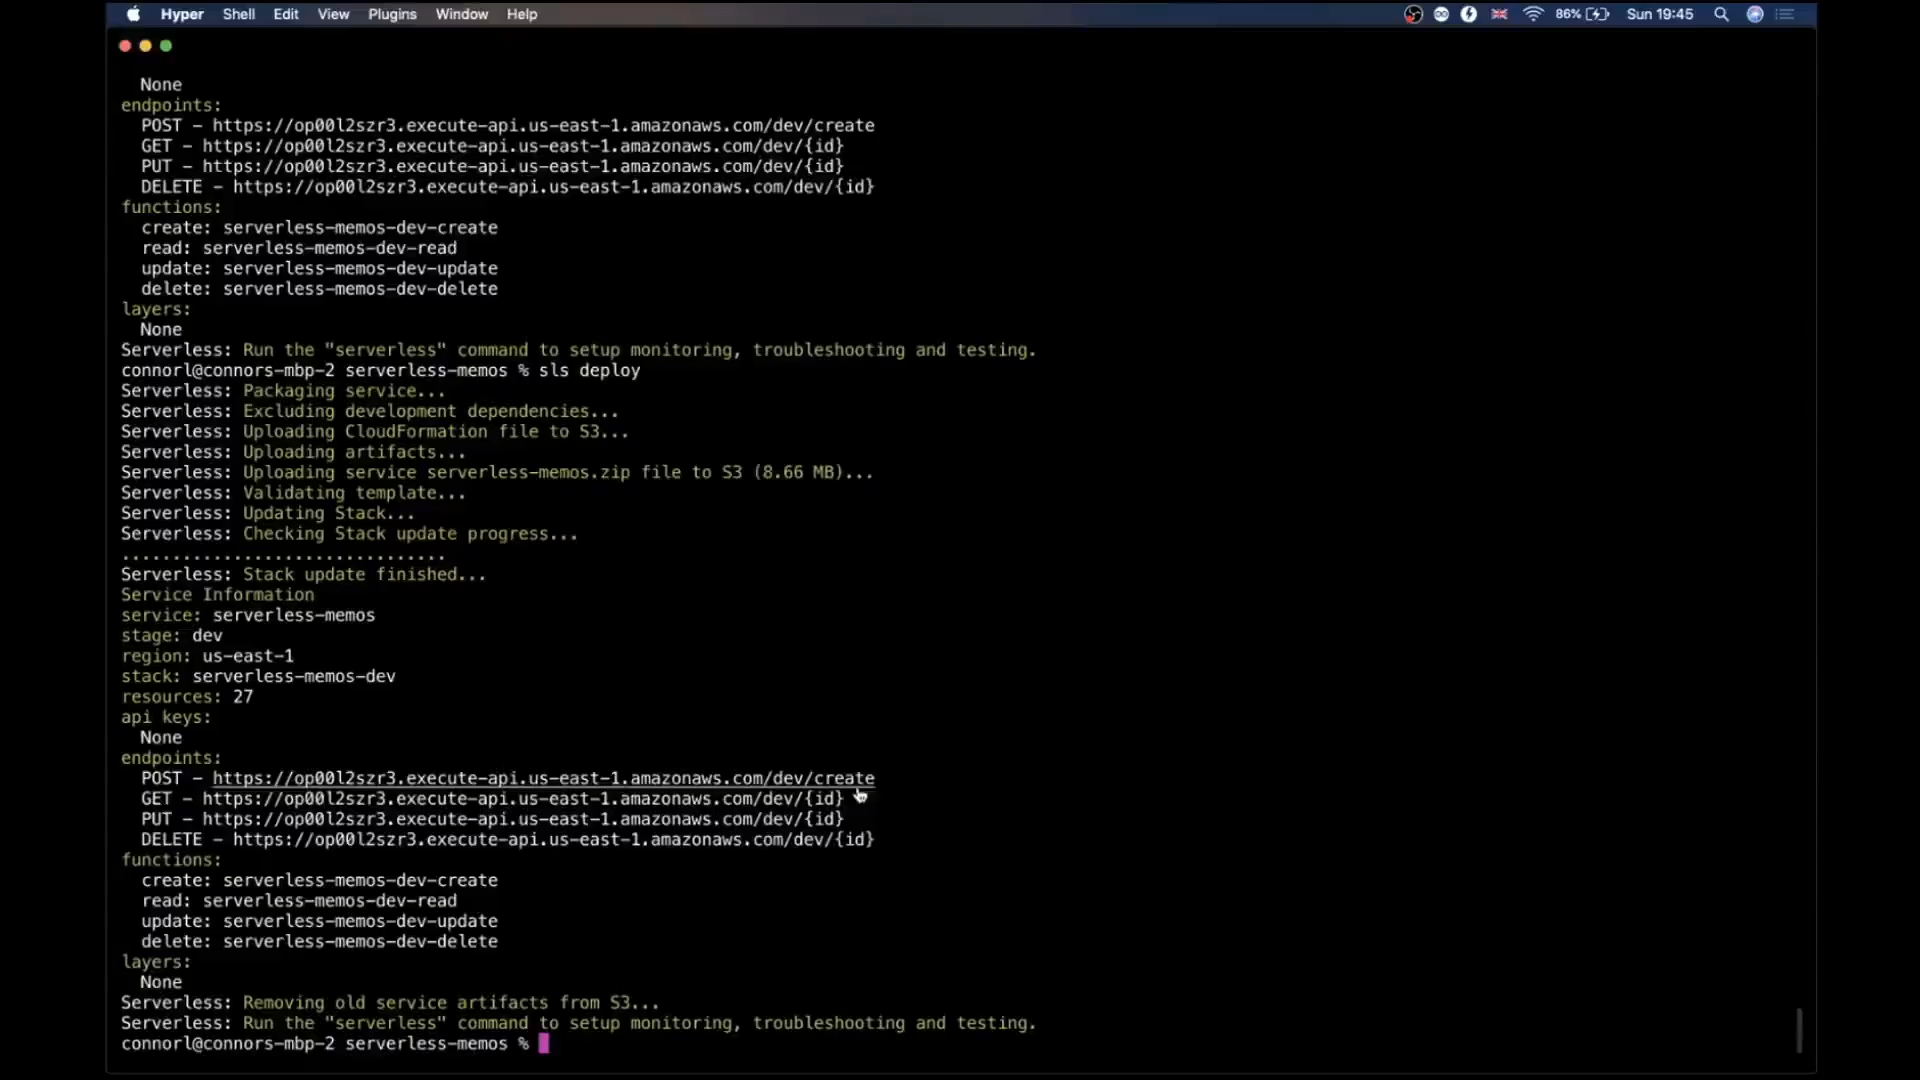 Hyper Shell Edit View Plugins Window Help 86% Sun 19:45
None
endpoints:
POST - https://op00l2szr3.execute-api.us-east-1.amazonaws.com/dev/create
GET - https://op00l2szr3.execute-api.us-east-1.amazonaws.com/dev/{id}
PUT - https://op00l2szr3.execute-api.us-east-1.amazonaws.com/dev/{id}
DELETE - https://op00l2szr3.execute-api.us-east-1.amazonaws.com/dev/{id}
functions:
create: serverless-memos-dev-create
read: serverless-memos-dev-read
update: serverless-memos-dev-update
delete: serverless-memos-dev-delete
layers:
None
Serverless: Run the "serverless" command to setup monitoring, troubleshooting and testing.
connorl@connors-mbp-2 serverless-memos % sls deploy
Serverless: Packaging service...
Serverless: Excluding development dependencies...
Serverless: Uploading CloudFormation file to S3...
Serverless: Uploading artifacts...
Serverless: Uploading service serverless-memos.zip file to S3 (8.66 MB)...
Serverless: Validating template...
Serverless: Updating Stack...
Serverless: Checking Stack update progress...
................................
Serverless: Stack update finished...
Service Information
service: serverless-memos
stage: dev
region: us-east-1
stack: serverless-memos-dev
resources: 27
api keys:
None
endpoints:
POST - https://op00l2szr3.execute-api.us-east-1.amazonaws.com/dev/create
GET - https://op00l2szr3.execute-api.us-east-1.amazonaws.com/dev/{id}
PUT - https://op00l2szr3.execute-api.us-east-1.amazonaws.com/dev/{id}
DELETE - https://op00l2szr3.execute-api.us-east-1.amazonaws.com/dev/{id}
functions:
create: serverless-memos-dev-create
read: serverless-memos-dev-read
update: serverless-memos-dev-update
delete: serverless-memos-dev-delete
layers:
None
Serverless: Removing old service artifacts from S3...
Serverless: Run the "serverless" command to setup monitoring, troubleshooting and testing.
connorl@connors-mbp-2 serverless-memos %